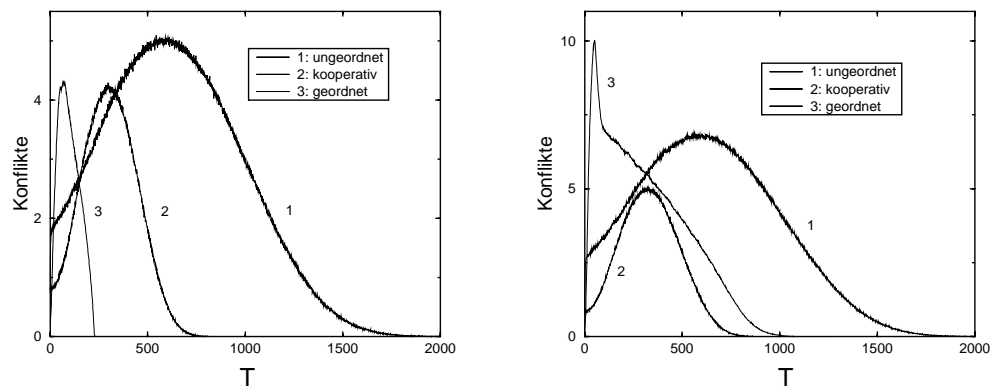 Konflikte
4
2
0
1: ungeordnet
2: kooperativ
3: geordnet
3
2
1
0
500
1000
1500
2000
T
Konflikte
10
5
0
1: ungeordnet
2: kooperativ
3: geordnet
3
1
2
0
500
1000
1500
2000
T